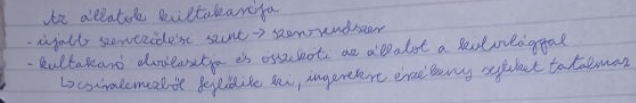 Az állatok kültakarója
- újabb szerveződési szint → szervrendszer
- kültakaró elválasztja és összeköti az állatot a külvilággal
↳ csíralemezből fejlődik ki, ingerekre érzékeny sejteket tartalmaz